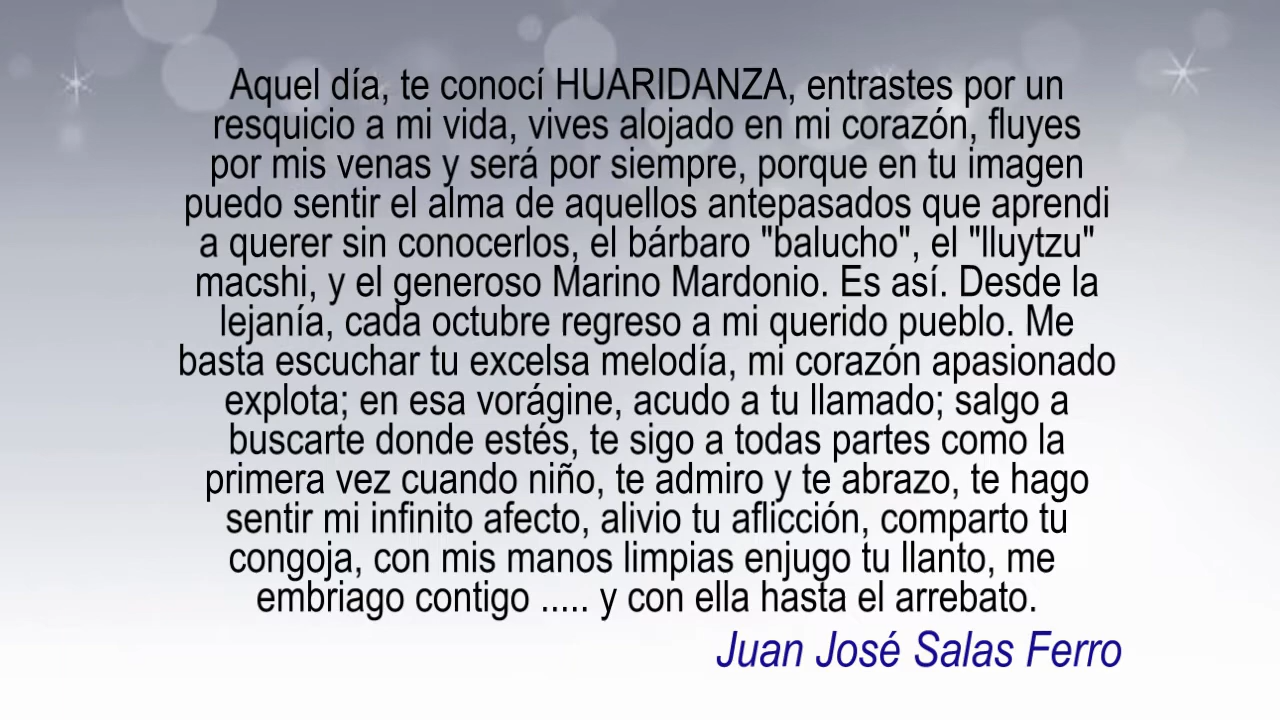 Aquel día, te conocí HUARIDANZA, entrastes por un
resquicio a mi vida, vives alojado en mi corazón, fluyes
por mis venas y será por siempre, porque en tu imagen
puedo sentir el alma de aquellos antepasados que aprendi
a querer sin conocerlos, el bárbaro "balucho", el "lluytzu"
macshi, y el generoso Marino Mardonio. Es así. Desde la
lejanía, cada octubre regreso a mi querido pueblo. Me
basta escuchar tu excelsa melodía, mi corazón apasionado
explota; en esa vorágine, acudo a tu llamado; salgo a
buscarte donde estés, te sigo a todas partes como la
primera vez cuando niño, te admiro y te abrazo, te hago
sentir mi infinito afecto, alivio tu aflicción, comparto tu
congoja, con mis manos limpias enjugo tu llanto, me
embriago contigo ..... y con ella hasta el arrebato.
Juan José Salas Ferro